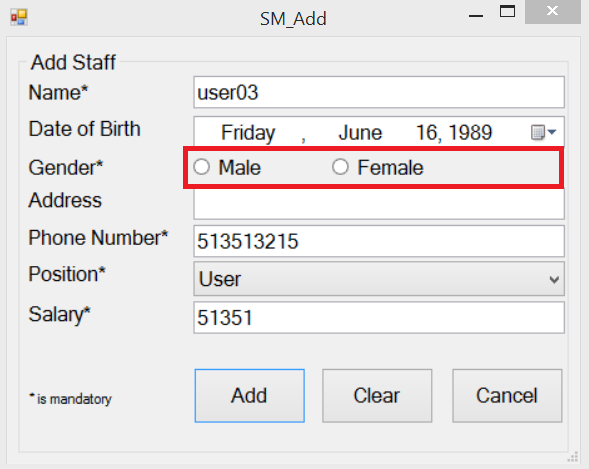 SM_Add
Add Staff
Name* user03
Date of Birth Friday , June 16, 1989
Gender* Male Female
Address
Phone Number* 513513215
Position* User
Salary* 51351
* is mandatory Add Clear Cancel